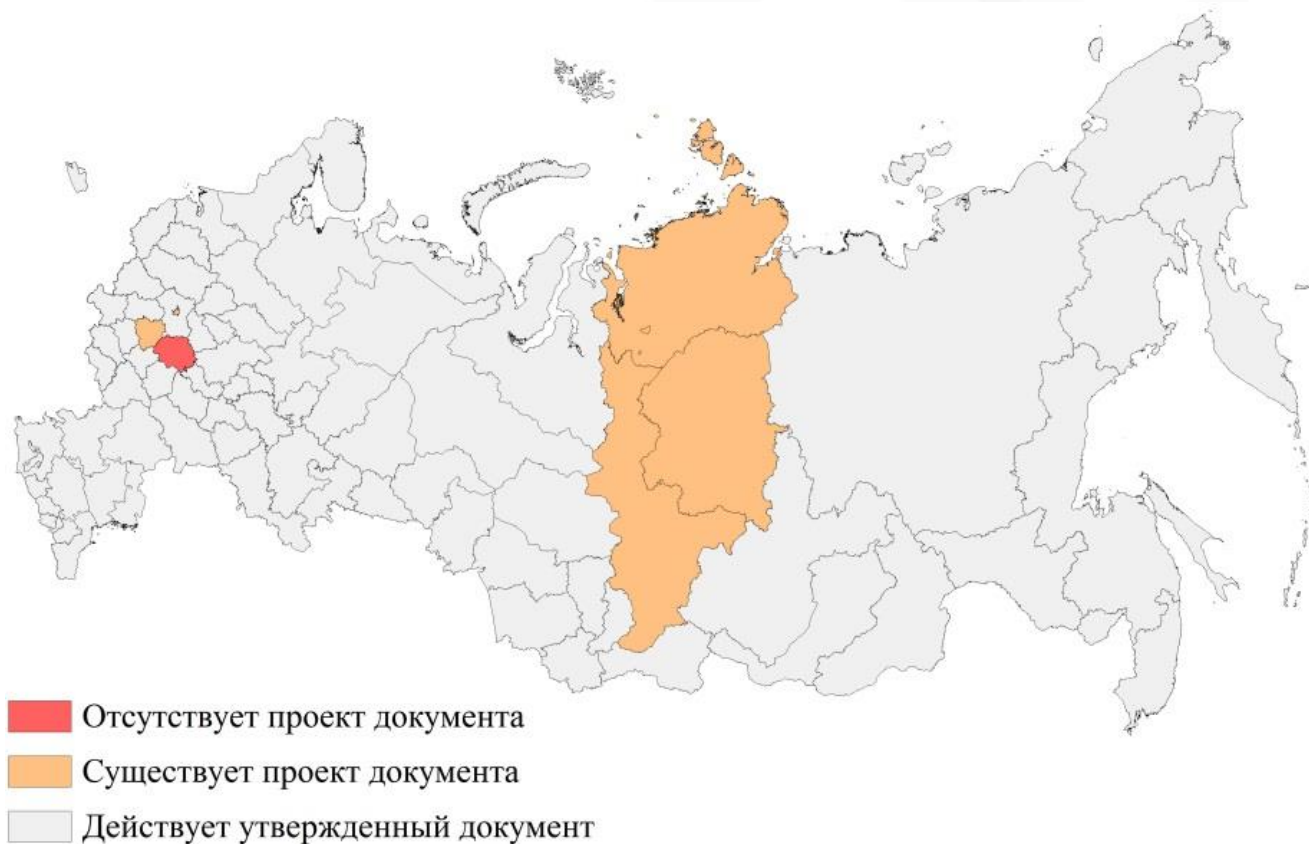 Отсутствует проект документа
Существует проект документа
Действует утвержденный документ